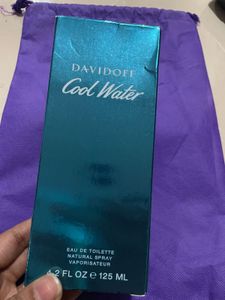 DAVIDOFF
Cool Water
EAU DE TOILETTE
NATURAL SPRAY
VAPORISATEUR
4.2 FL OZ e 125 ML